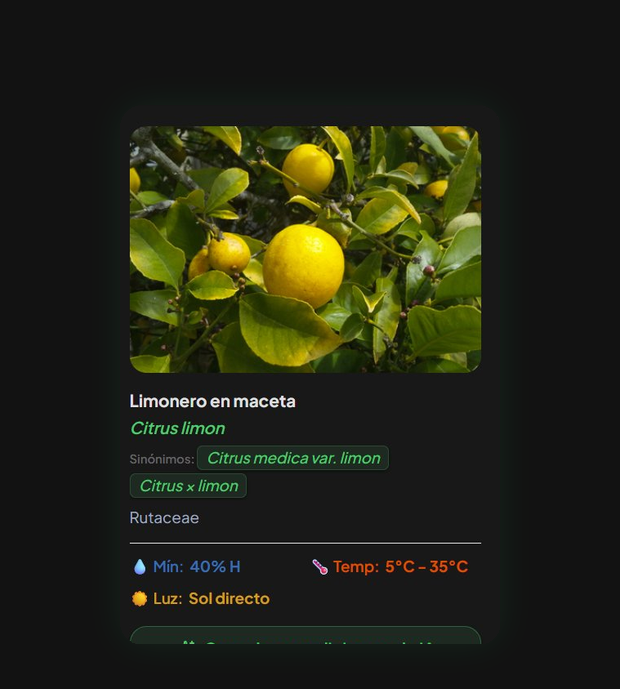 Limonero en maceta
Citrus limon
Sinónimos: Citrus medica var. limon
Citrus × limon
Rutaceae
Mín: 40% H Temp: 5°C - 35°C
Luz: Sol directo